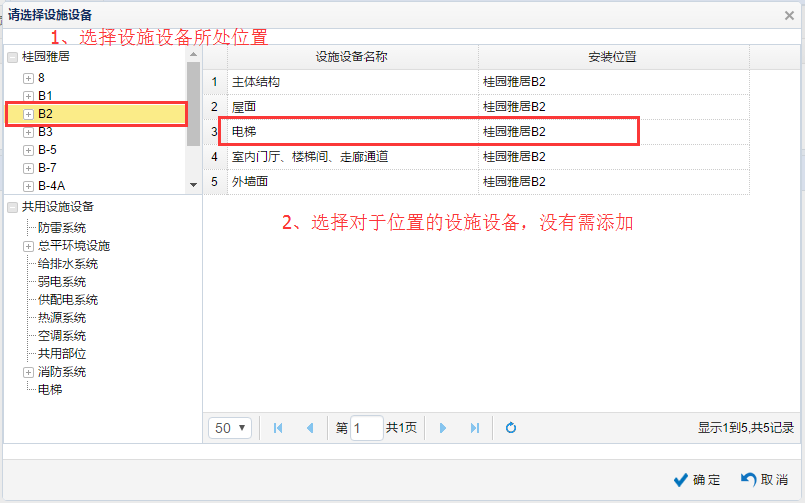 请选择设施设备
1、选择设施设备所处位置
桂园雅居
8
B1
B2
B3
B-5
B-7
B-4A
共用设施设备
防雷系统
总平环境设施
给排水系统
弱电系统
供配电系统
热源系统
空调系统
共用部位
消防系统
电梯
设施设备名称 安装位置
1 主体结构 桂园雅居B2
2 屋面 桂园雅居B2
3 电梯 桂园雅居B2
4 室内门厅、楼梯间、走廊通道 桂园雅居B2
5 外墙面 桂园雅居B2
2、选择对于位置的设施设备，没有需添加
50 第 1 共1页 显示1到5,共5记录
确定 取消